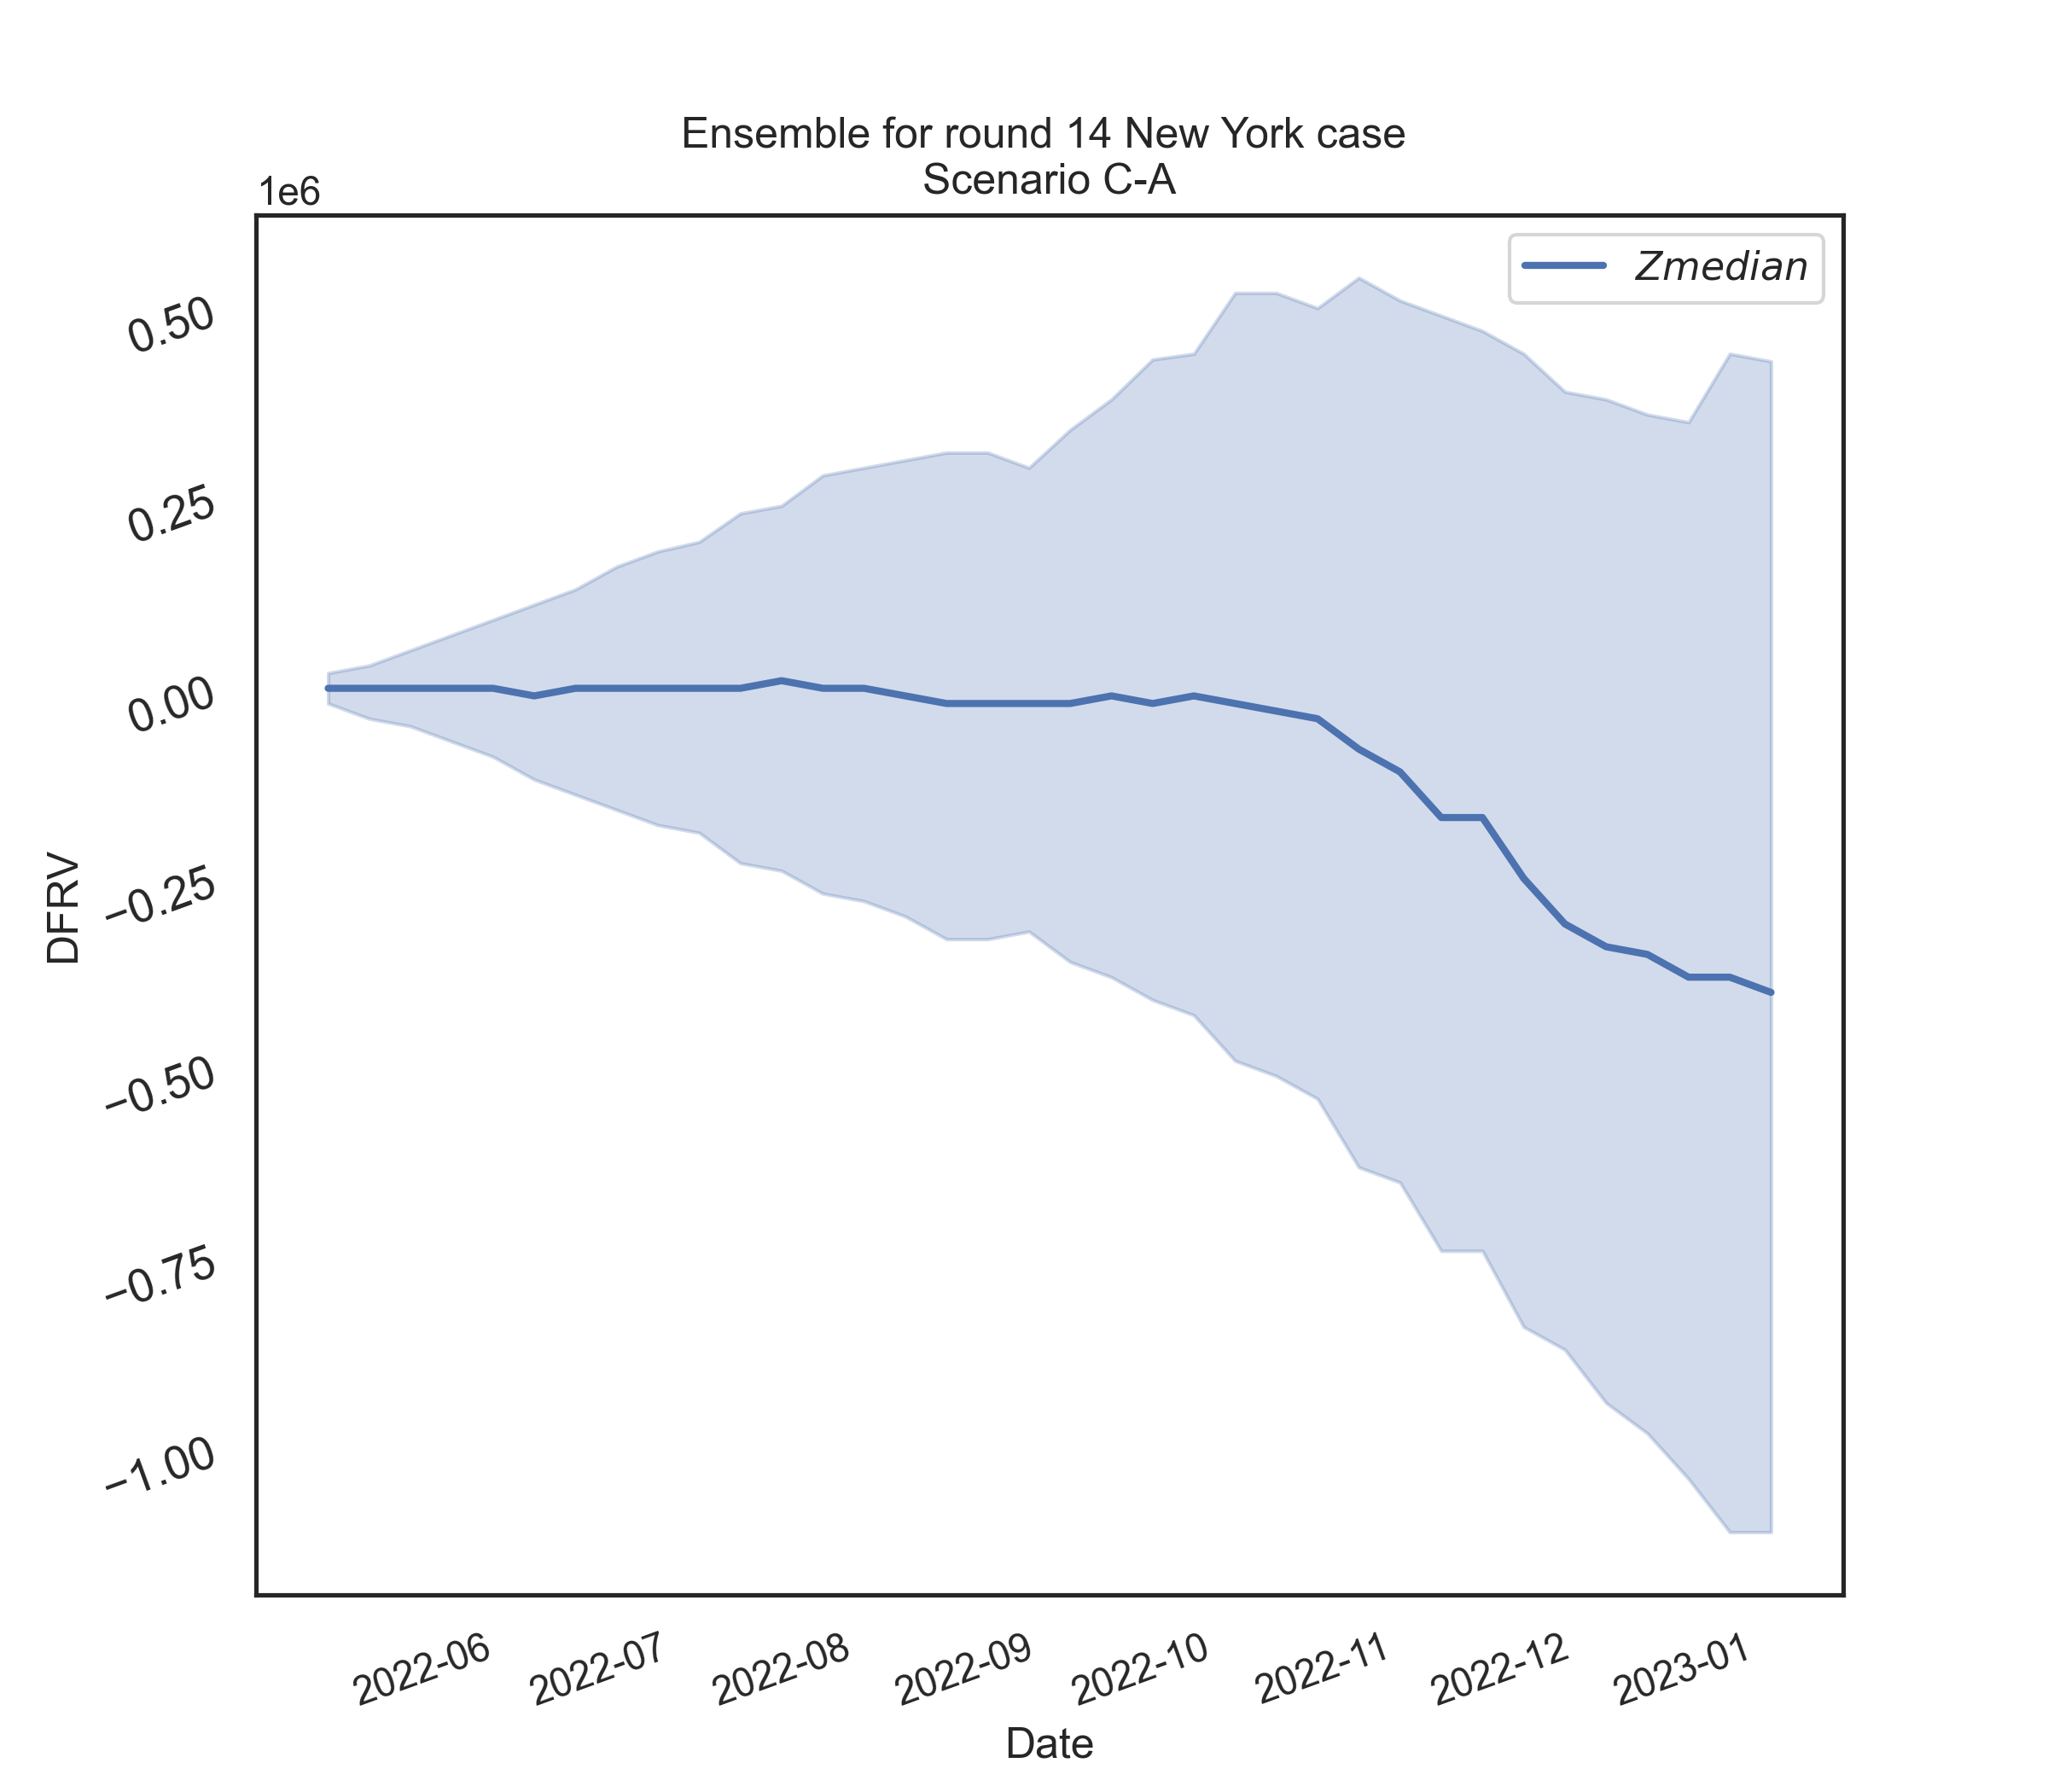 Ensemble for round 14 New York case
Scenario C-A
1e6
Zmedian
0.50
0.25
0.00
−0.25
−0.50
−0.75
−1.00
DFRV
2022-06
2022-07
2022-08
2022-09
2022-10
2022-11
2022-12
2023-01
Date